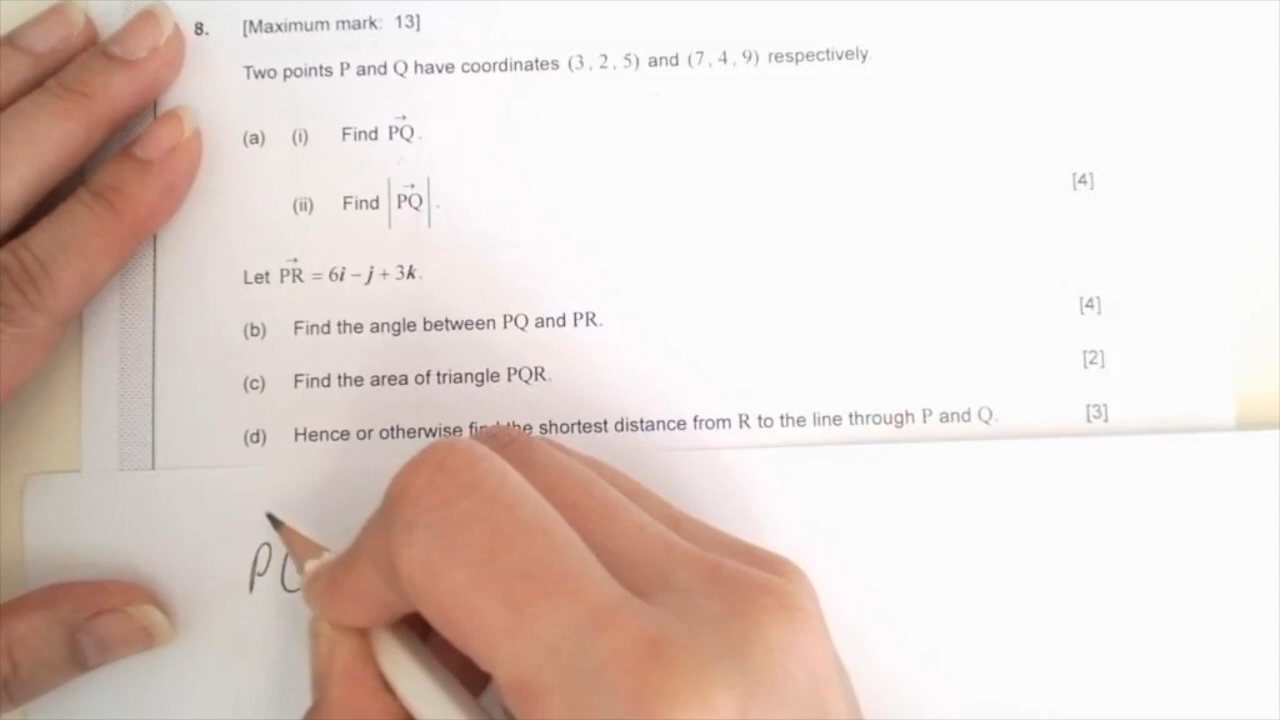 8. [Maximum mark: 13]
Two points P and Q have coordinates (3, 2, 5) and (7, 4, 9) respectively.
(a) (i) Find PQ⃗.
(ii) Find |PQ⃗|. [4]
Let PR⃗ = 6i − j + 3k.
(b) Find the angle between PQ and PR. [4]
(c) Find the area of triangle PQR. [2]
(d) Hence or otherwise find the shortest distance from R to the line through P and Q. [3]
P